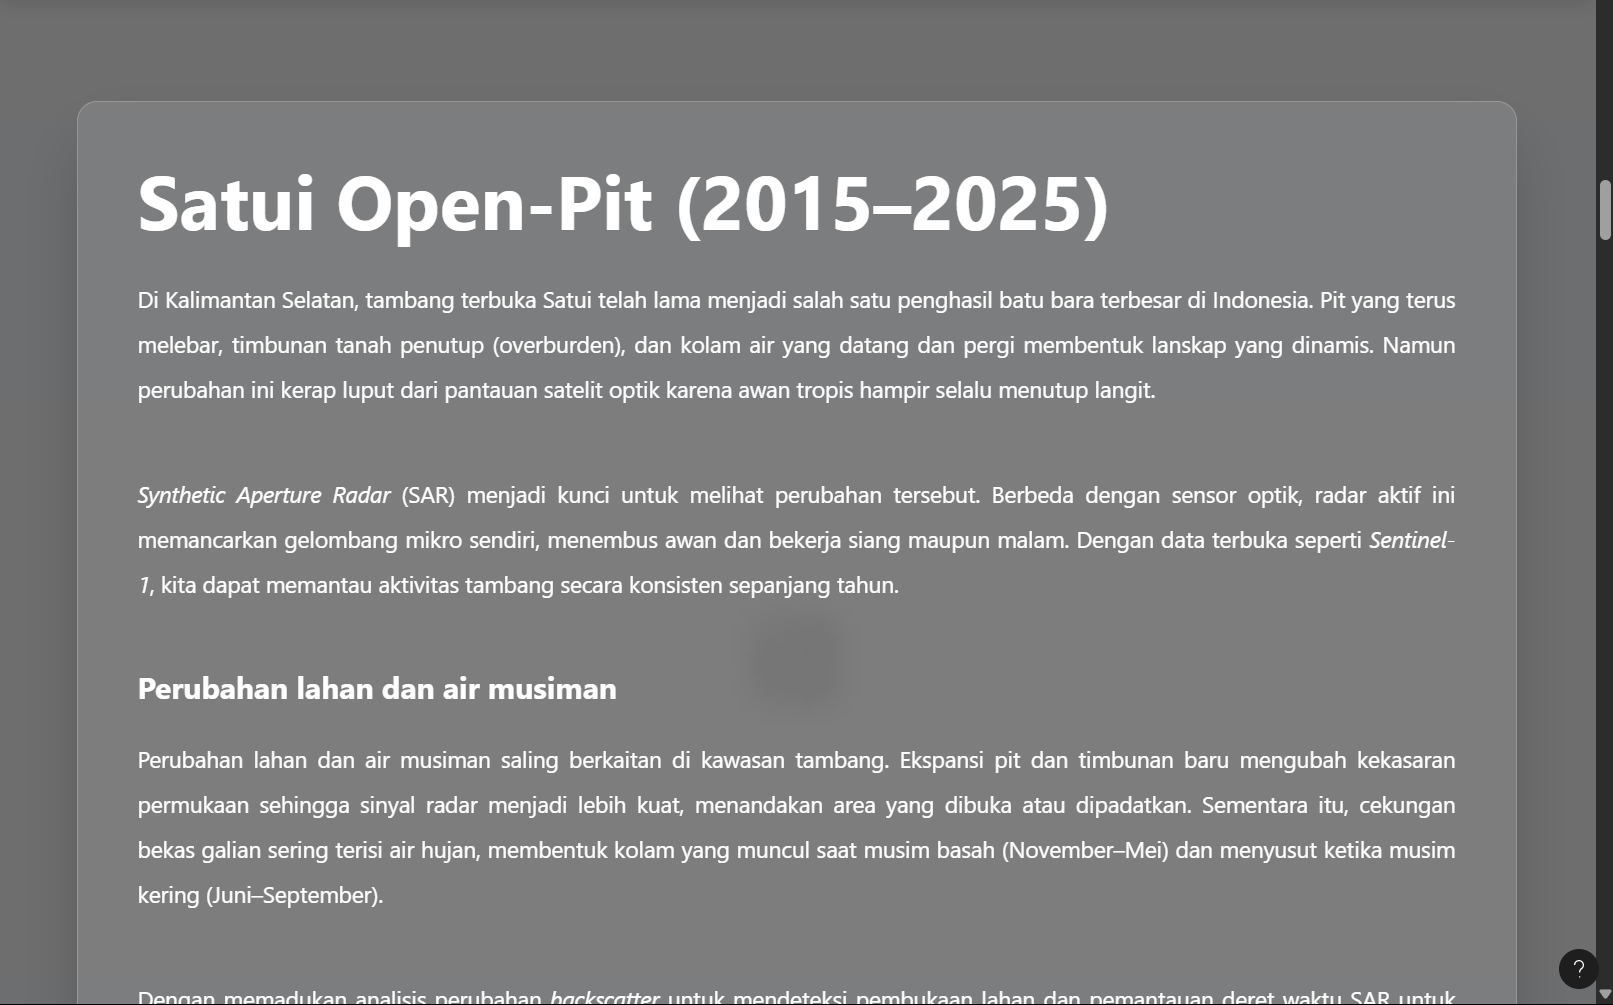 Satui Open-Pit (2015–2025)
Di Kalimantan Selatan, tambang terbuka Satui telah lama menjadi salah satu penghasil batu bara terbesar di Indonesia. Pit yang terus
melebar, timbunan tanah penutup (overburden), dan kolam air yang datang dan pergi membentuk lanskap yang dinamis. Namun
perubahan ini kerap luput dari pantauan satelit optik karena awan tropis hampir selalu menutup langit.
Synthetic Aperture Radar (SAR) menjadi kunci untuk melihat perubahan tersebut. Berbeda dengan sensor optik, radar aktif ini
memancarkan gelombang mikro sendiri, menembus awan dan bekerja siang maupun malam. Dengan data terbuka seperti Sentinel-
1, kita dapat memantau aktivitas tambang secara konsisten sepanjang tahun.
Perubahan lahan dan air musiman
Perubahan lahan dan air musiman saling berkaitan di kawasan tambang. Ekspansi pit dan timbunan baru mengubah kekasaran
permukaan sehingga sinyal radar menjadi lebih kuat, menandakan area yang dibuka atau dipadatkan. Sementara itu, cekungan
bekas galian sering terisi air hujan, membentuk kolam yang muncul saat musim basah (November–Mei) dan menyusut ketika musim
kering (Juni–September).
Dengan memadukan analisis perubahan backscatter untuk mendeteksi pembukaan lahan dan pemantauan deret waktu SAR untuk
?